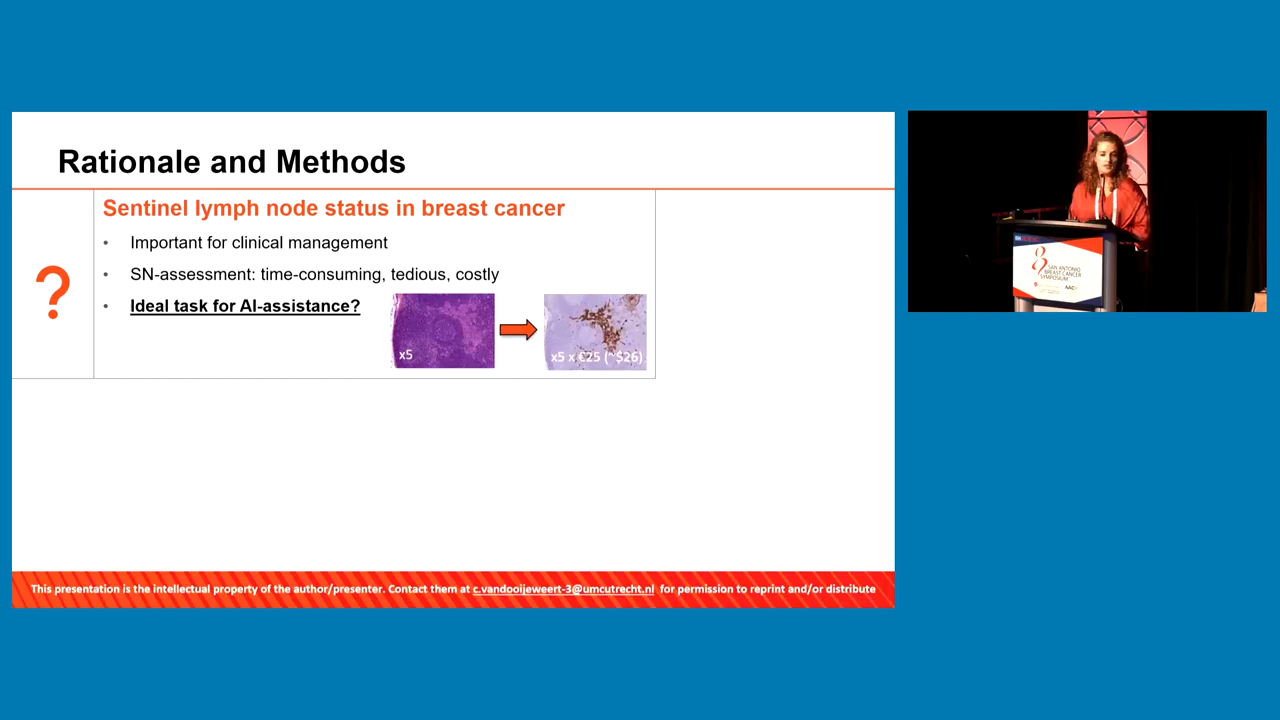 Rationale and Methods
Sentinel lymph node status in breast cancer
• Important for clinical management
• SN-assessment: time-consuming, tedious, costly
• Ideal task for AI-assistance?
?
x5
x5 x €25 (~$26)
SAN ANTONIO
BREAST CANCER
SYMPOSIUM
This presentation is the intellectual property of the author/presenter. Contact them at c.vandooijeweert-3@umcutrecht.nl for permission to reprint and/or distribute